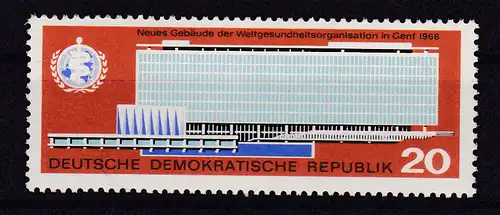 Neues Gebäude der Weltgesundheitsorganisation in Genf 1966
DEUTSCHE DEMOKRATISCHE REPUBLIK 20